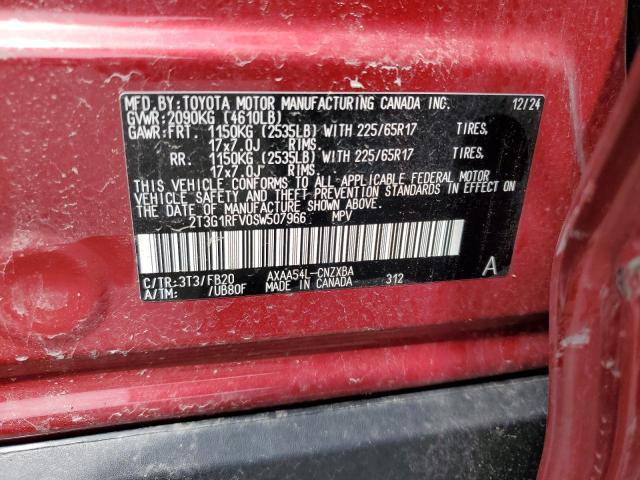 MFD.BY:TOYOTA MOTOR MANUFACTURING CANADA INC. 12/24
GVWR:2090KG (4610LB)
GAWR:FRT. 1150KG (2535LB) WITH 225/65R17 TIRES,
17x7.0J RIMS.
RR. 1150KG (2535LB) WITH 225/65R17 TIRES,
17x7.0J RIMS.
THIS VEHICLE CONFORMS TO ALL APPLICABLE FEDERAL MOTOR
VEHICLE SAFETY AND THEFT PREVENTION STANDARDS IN EFFECT ON
THE DATE OF MANUFACTURE SHOWN ABOVE.
2T3G1RFV0SW507966 MPV
C/TR:3T3/FB20 AXAA54L-CNZXBA A
A/TM: /UB80F MADE IN CANADA 312